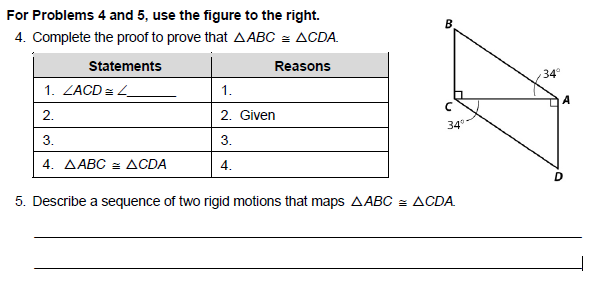 For Problems 4 and 5, use the figure to the right.
4. Complete the proof to prove that △ABC ≅ △CDA.
Statements Reasons
1. ∠ACD ≅ ∠_______ 1.
2. 2. Given
3. 3.
4. △ABC ≅ △CDA 4.
B
34°
A
C
34°
D
5. Describe a sequence of two rigid motions that maps △ABC ≅ △CDA.